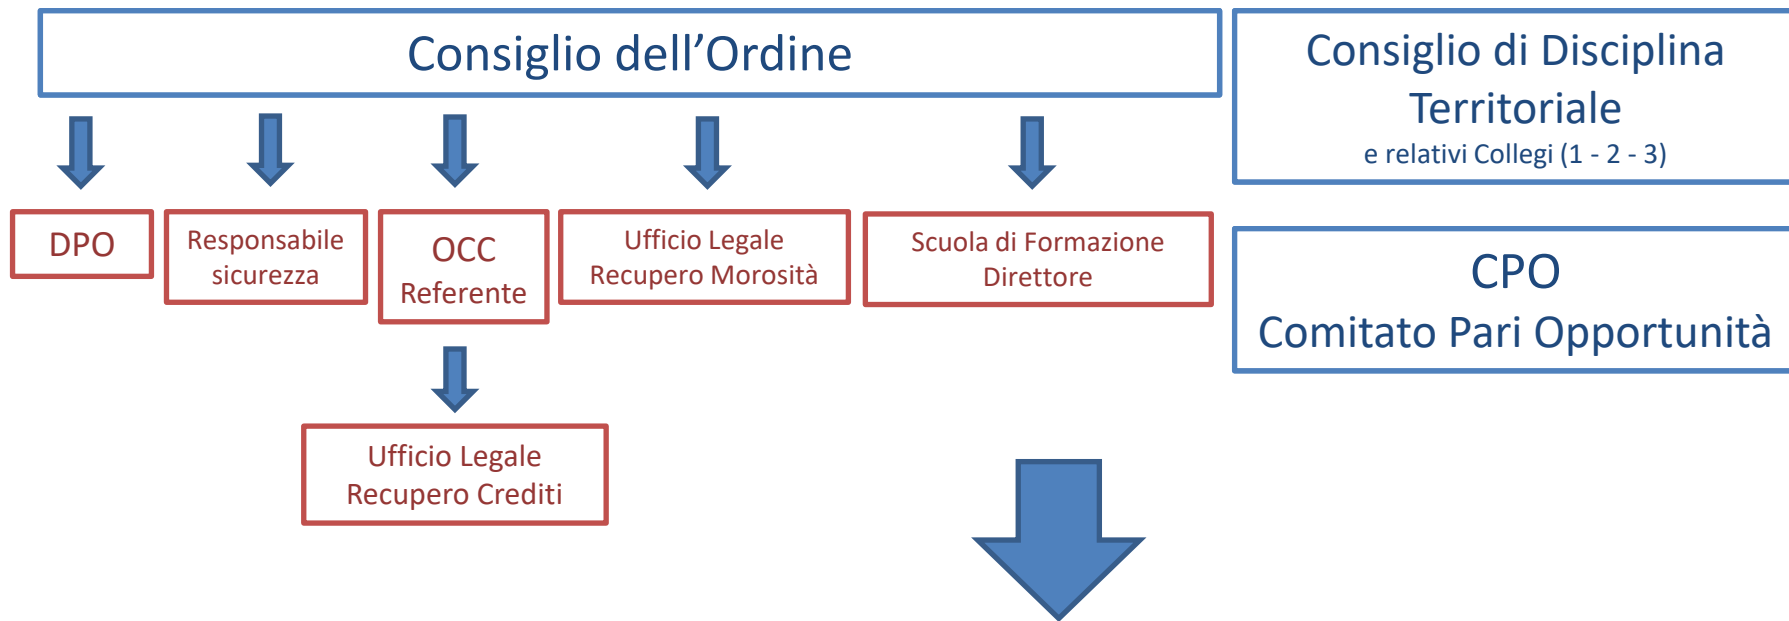 Consiglio dell’Ordine
Consiglio di Disciplina
Territoriale
e relativi Collegi (1 - 2 - 3)
DPO
Responsabile
sicurezza
OCC
Referente
Ufficio Legale
Recupero Morosità
Scuola di Formazione
Direttore
CPO
Comitato Pari Opportunità
Ufficio Legale
Recupero Crediti